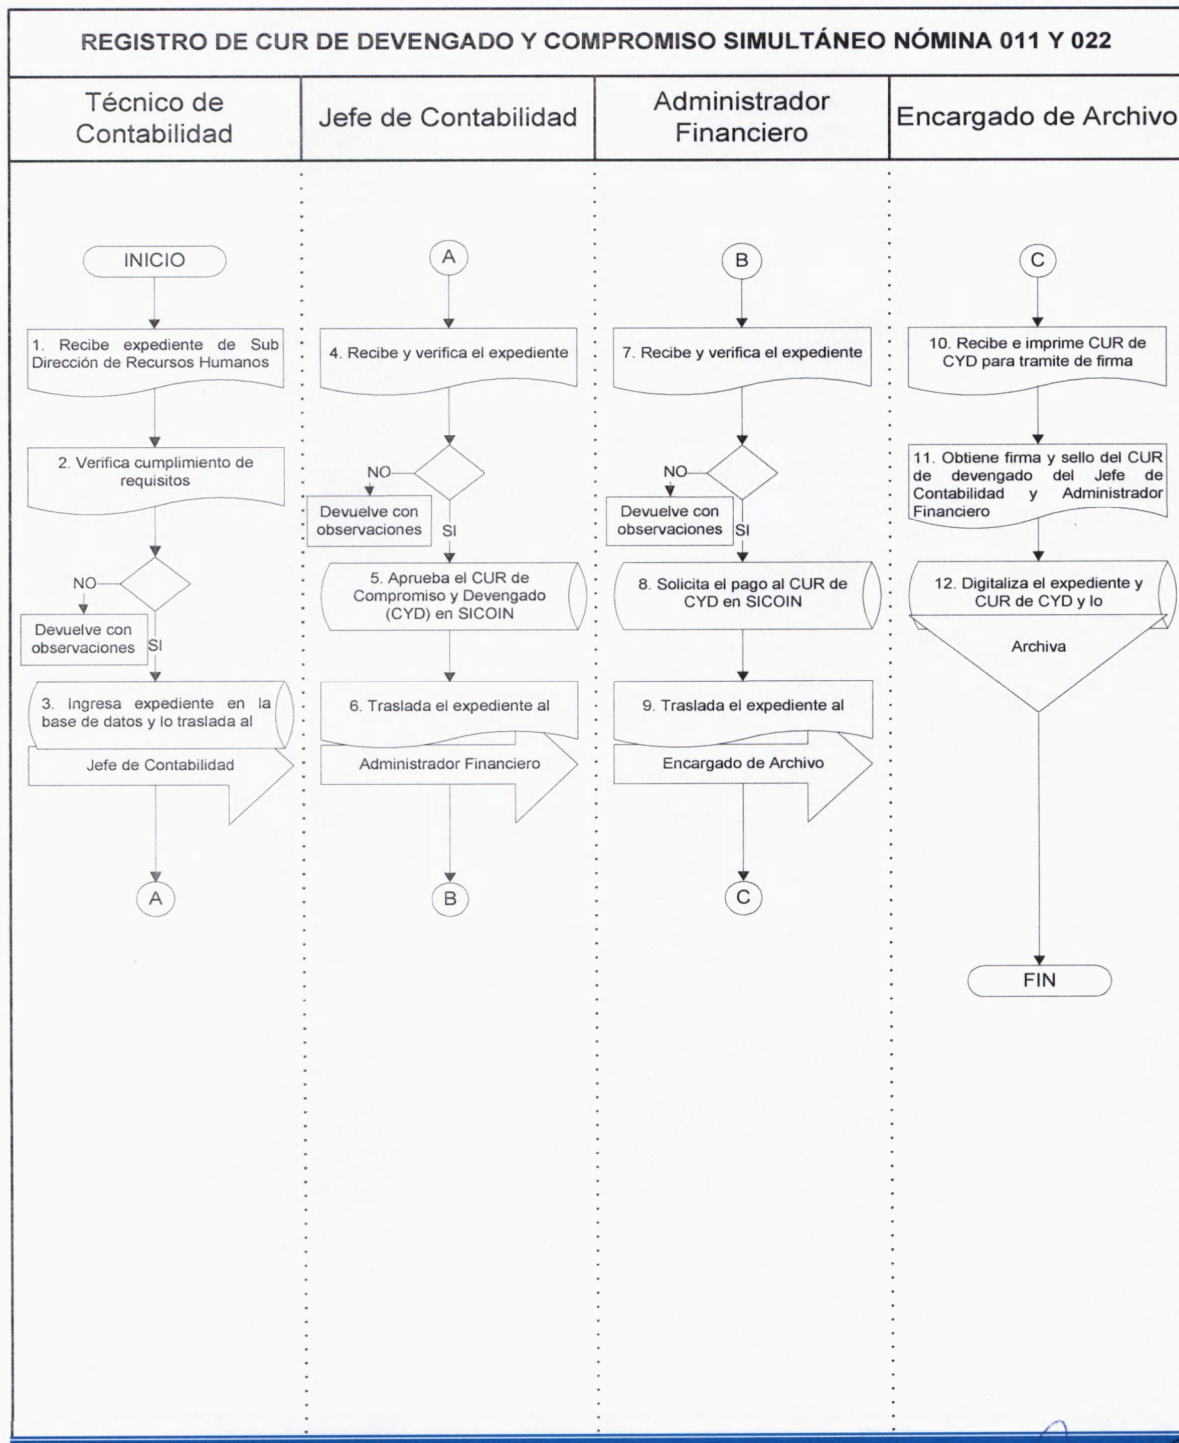 REGISTRO DE CUR DE DEVENGADO Y COMPROMISO SIMULTÁNEO NÓMINA 011 Y 022
Técnico de
Contabilidad
Jefe de Contabilidad
Administrador
Financiero
Encargado de Archivo
INICIO
1. Recibe expediente de Sub
Dirección de Recursos Humanos
2. Verifica cumplimiento de
requisitos
NO
Devuelve con
observaciones
SI
3. Ingresa expediente en la
base de datos y lo traslada al
Jefe de Contabilidad
A
A
4. Recibe y verifica el expediente
NO
Devuelve con
observaciones
SI
5. Aprueba el CUR de
Compromiso y Devengado
(CYD) en SICOIN
6. Traslada el expediente al
Administrador Financiero
B
B
7. Recibe y verifica el expediente
NO
Devuelve con
observaciones
SI
8. Solicita el pago al CUR de
CYD en SICOIN
9. Traslada el expediente al
Encargado de Archivo
C
C
10. Recibe e imprime CUR de
CYD para tramite de firma
11. Obtiene firma y sello del CUR
de devengado del Jefe de
Contabilidad y Administrador
Financiero
12. Digitaliza el expediente y
CUR de CYD y lo
Archiva
FIN